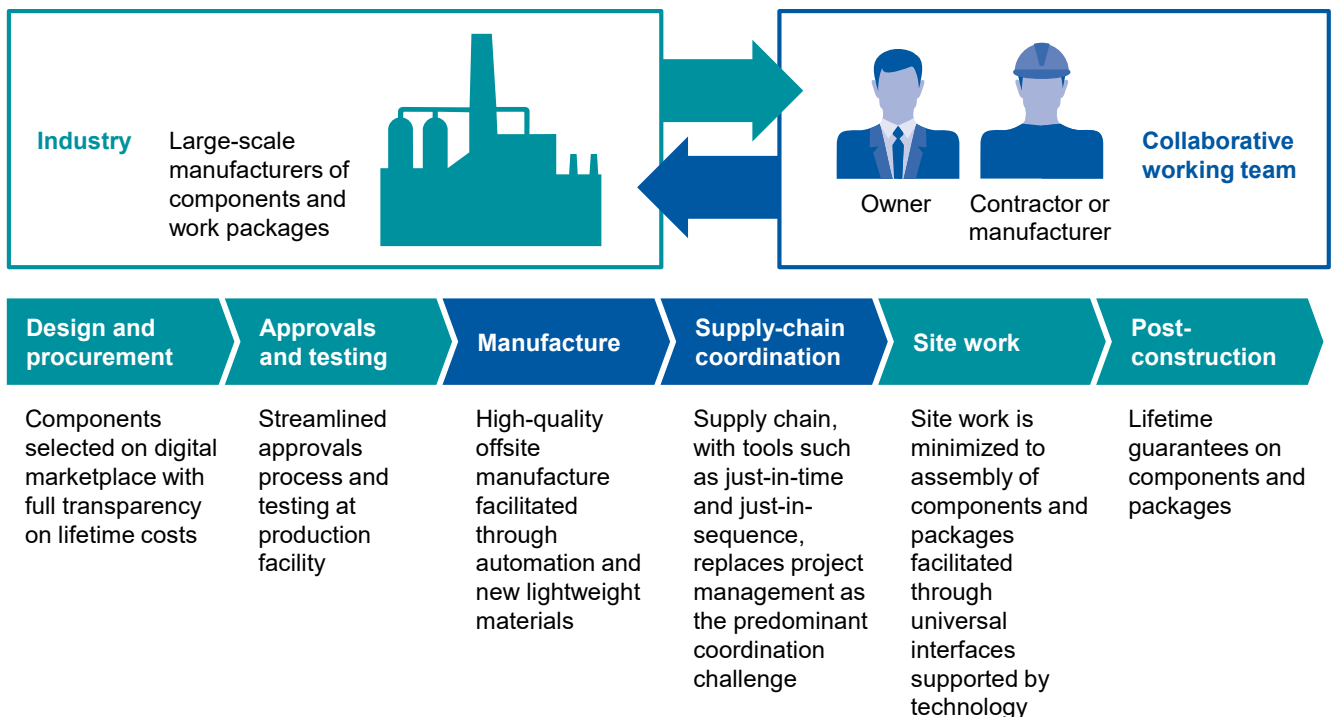 Industry
Large-scale
manufacturers of
components and
work packages
Owner
Contractor or
manufacturer
Collaborative
working team
Design and
procurement
Approvals
and testing
Manufacture
Supply-chain
coordination
Site work
Post-
construction
Components
selected on digital
marketplace with
full transparency
on lifetime costs
Streamlined
approvals
process and
testing at
production
facility
High-quality
offsite
manufacture
facilitated
through
automation and
new lightweight
materials
Supply chain,
with tools such
as just-in-time
and just-in-
sequence,
replaces project
management as
the predominant
coordination
challenge
Site work is
minimized to
assembly of
components and
packages
facilitated
through
universal
interfaces
supported by
technology
Lifetime
guarantees on
components and
packages